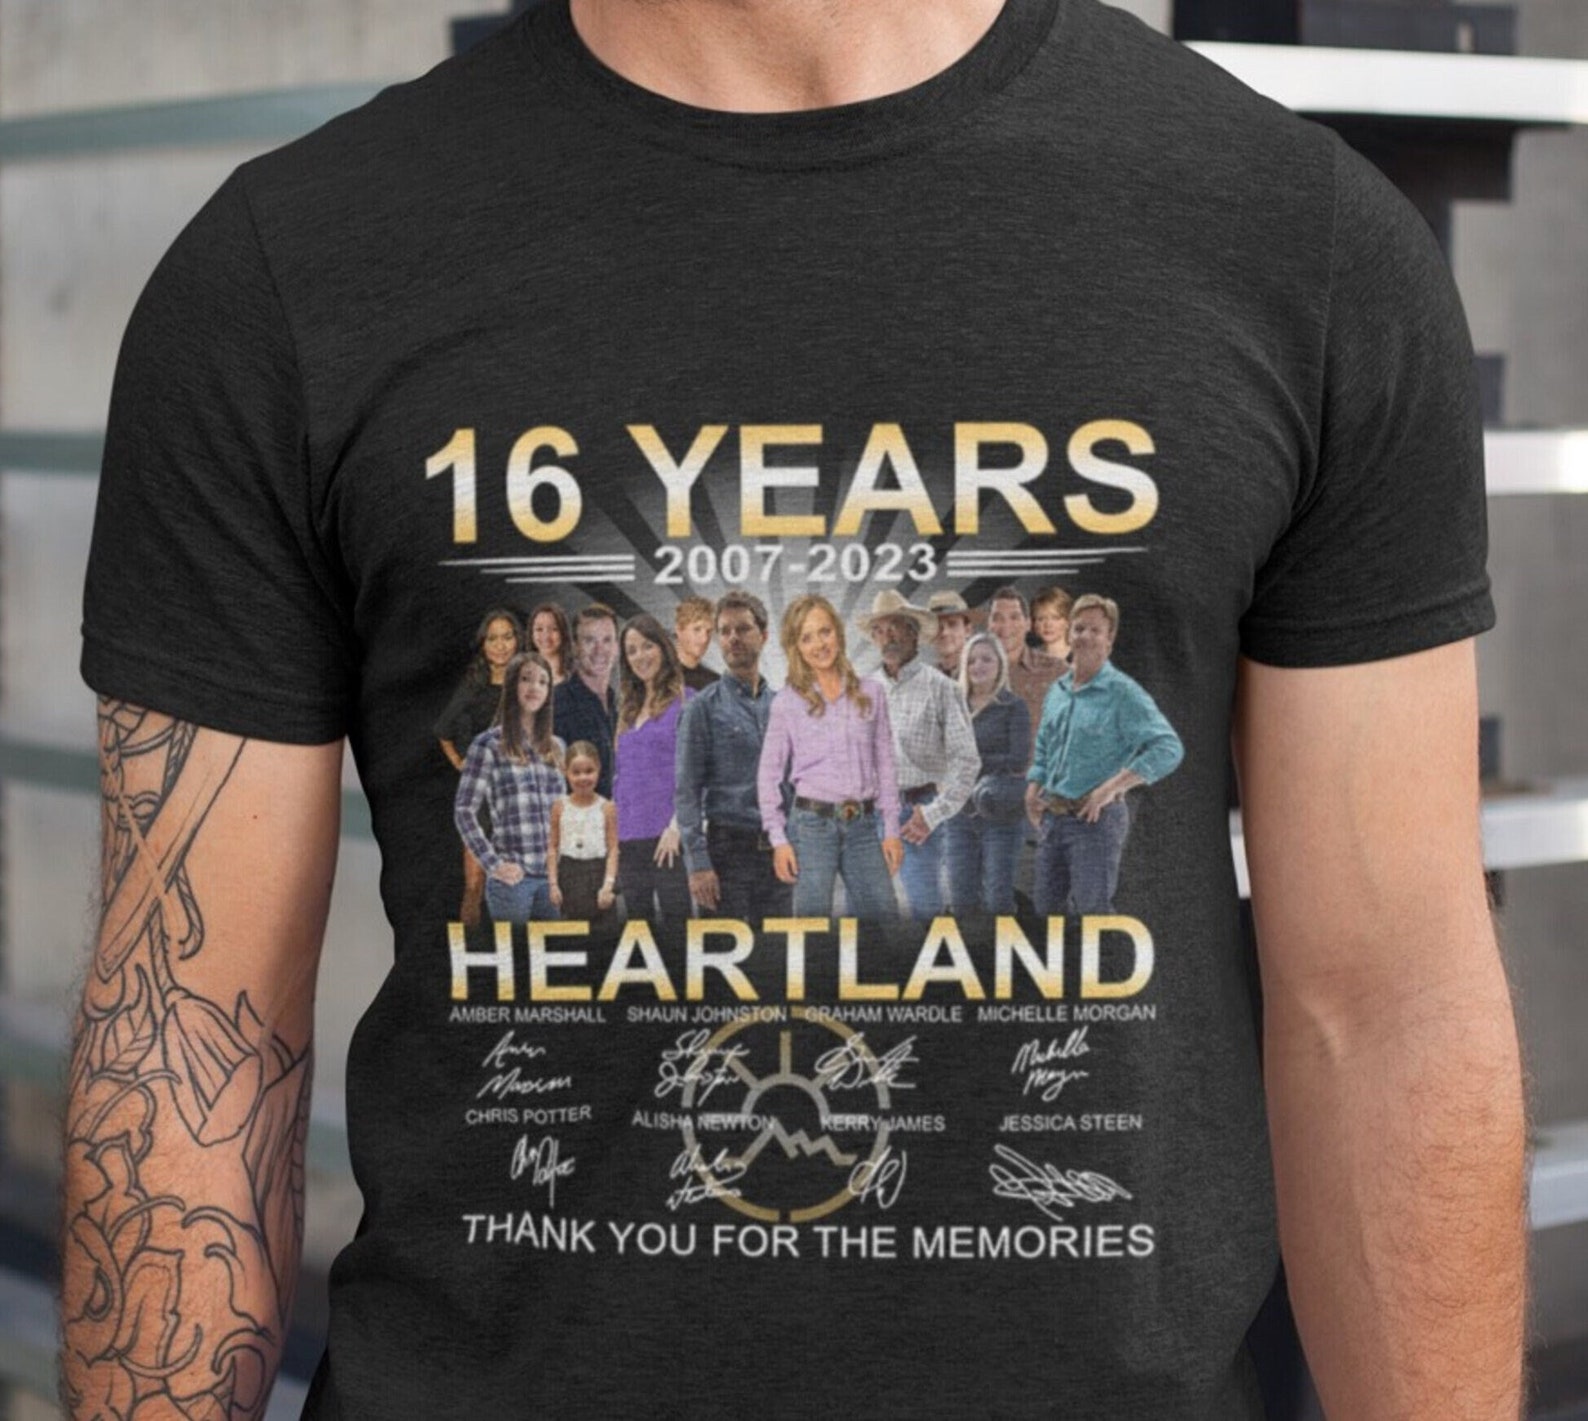 16 YEARS
2007-2023
HEARTLAND
AMBER MARSHALL SHAUN JOHNSTON GRAHAM WARDLE MICHELLE MORGAN
CHRIS POTTER ALISHA NEWTON KERRY JAMES JESSICA STEEN
THANK YOU FOR THE MEMORIES